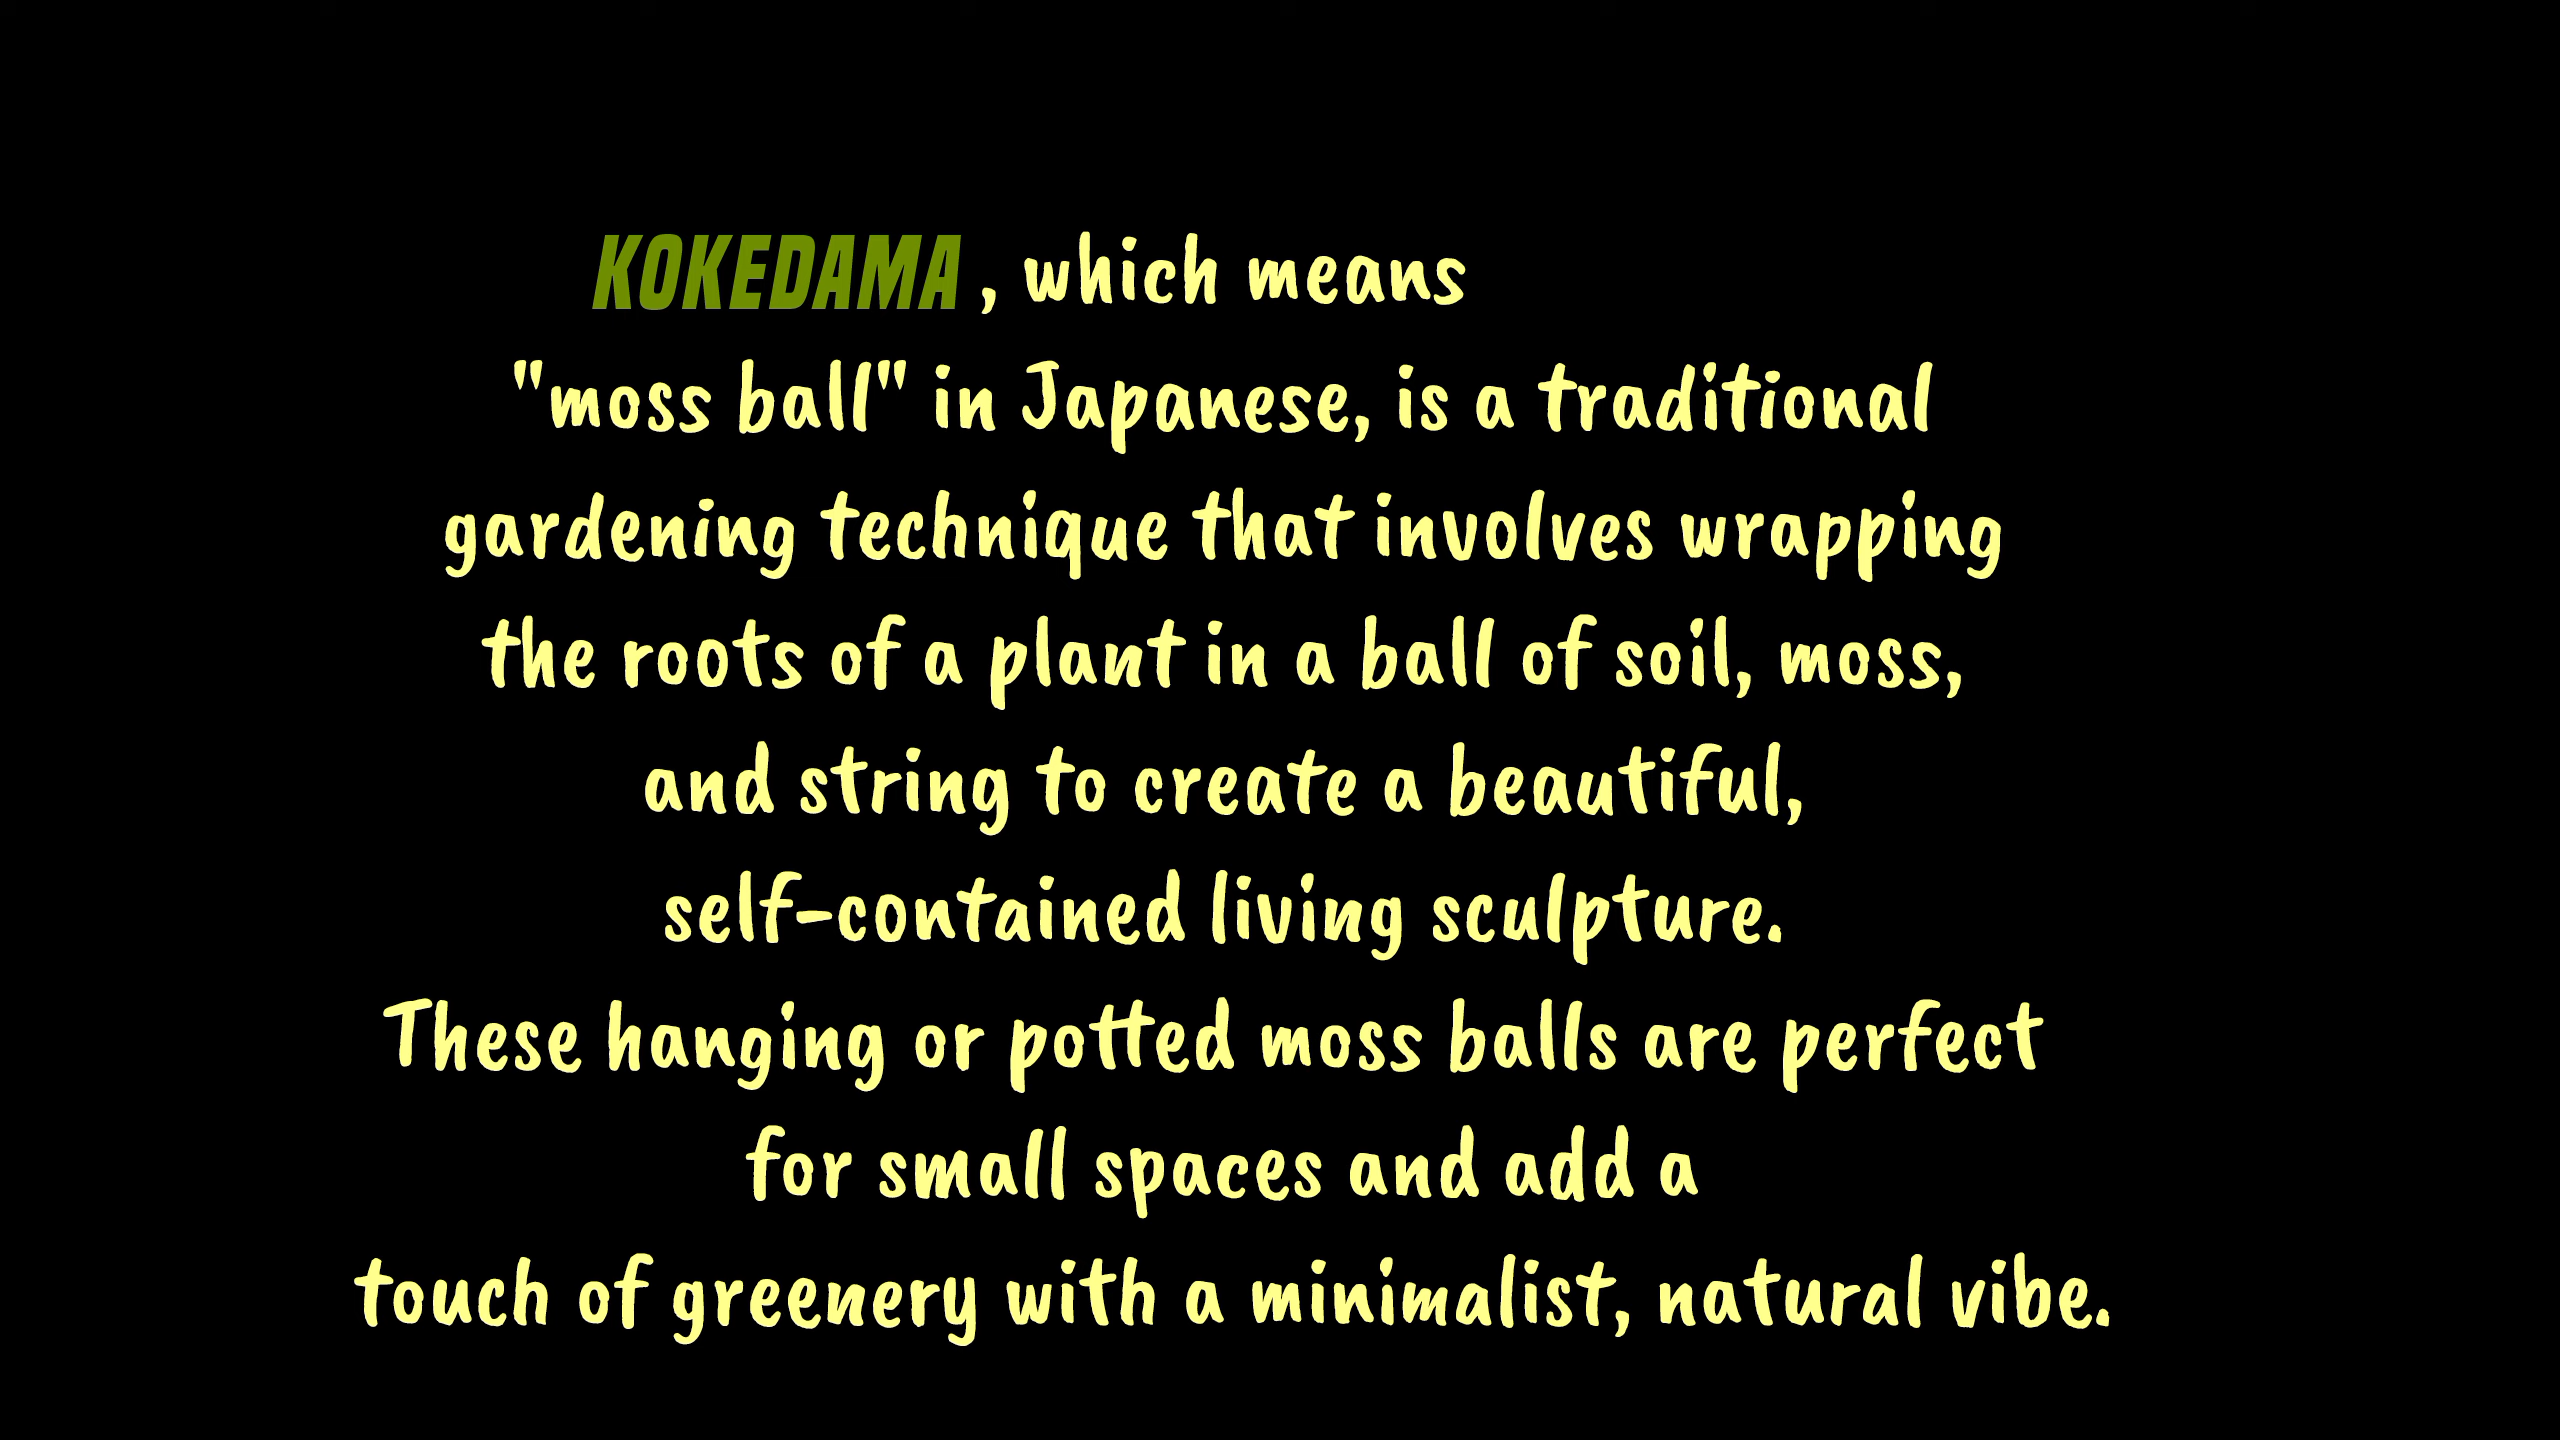 KOKEDAMA , which means
"moss ball" in Japanese, is a traditional
gardening technique that involves wrapping
the roots of a plant in a ball of soil, moss,
and string to create a beautiful,
self-contained living sculpture.
These hanging or potted moss balls are perfect
for small spaces and add a
touch of greenery with a minimalist, natural vibe.